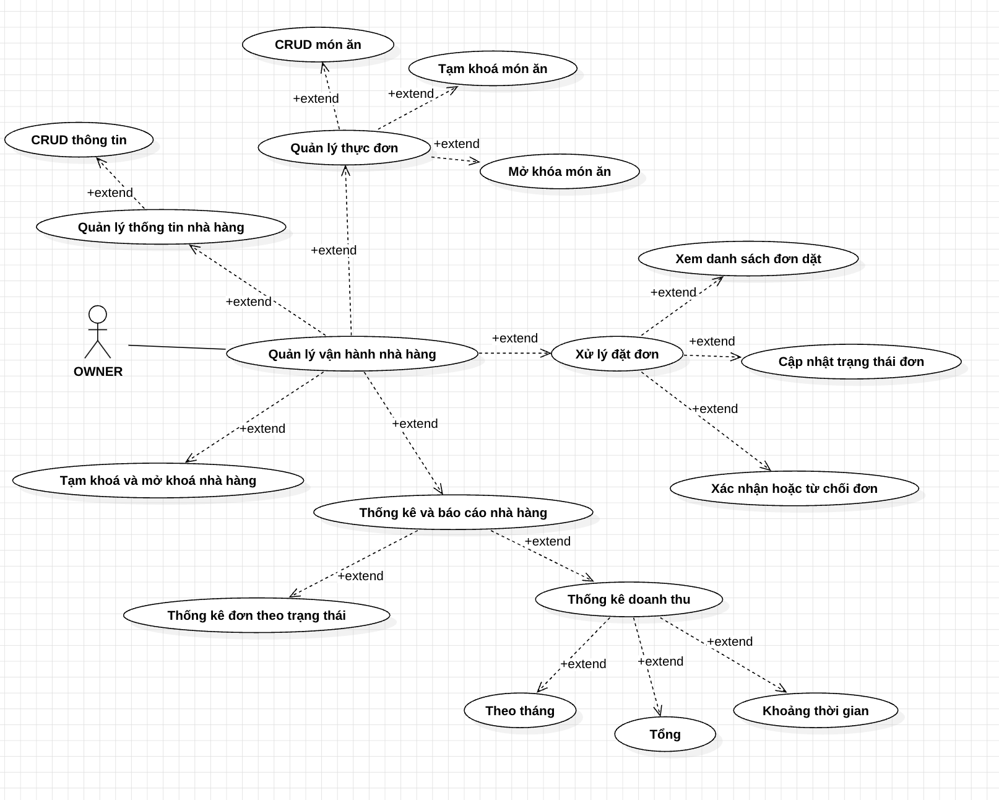 CRUD món ăn
Tạm khoá món ăn
+extend
+extend
CRUD thông tin
Quản lý thực đơn
+extend
Mở khóa món ăn
+extend
Quản lý thống tin nhà hàng
+extend
Xem danh sách đơn dặt
+extend
+extend
OWNER
Quản lý vận hành nhà hàng
+extend
Xử lý đặt đơn
+extend
Cập nhật trạng thái đơn
+extend
+extend
+extend
Tạm khoá và mở khoá nhà hàng
Xác nhận hoặc từ chối đơn
Thống kê và báo cáo nhà hàng
+extend
+extend
Thống kê doanh thu
Thống kê đơn theo trạng thái
+extend
+extend
+extend
Theo tháng
Tổng
Khoảng thời gian